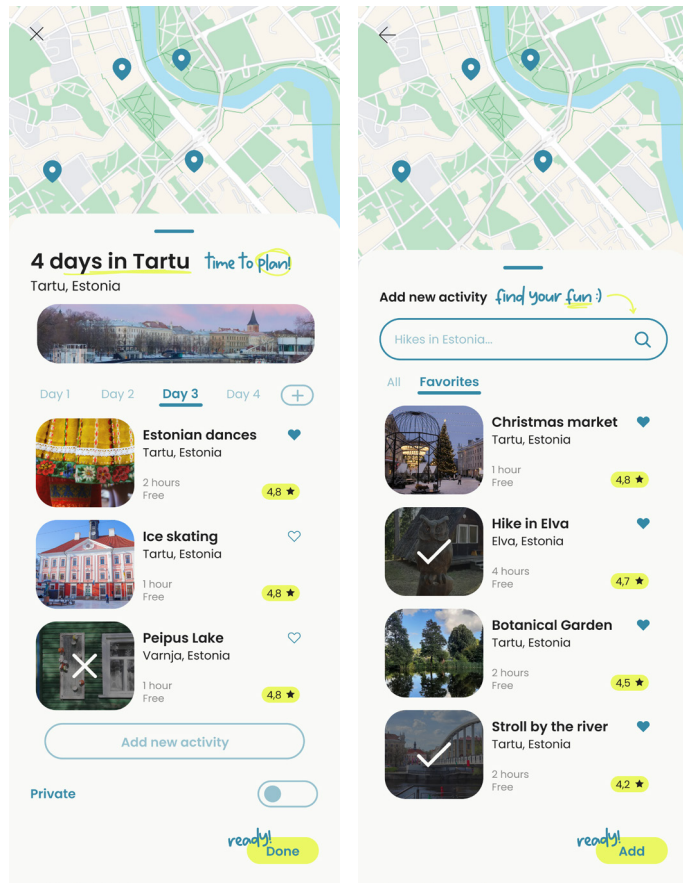 4 days in Tartu time to plan!
Tartu, Estonia
Day 1 Day 2 Day 3 Day 4 +
Estonian dances
Tartu, Estonia
2 hours
Free
4,8 ★
Ice skating
Tartu, Estonia
1 hour
Free
4,8 ★
Peipus Lake
Varnja, Estonia
1 hour
Free
4,8 ★
Add new activity
Private
ready!
Done
Add new activity find your fun :)
Hikes in Estonia...
All Favorites
Christmas market
Tartu, Estonia
1 hour
Free
4,8 ★
Hike in Elva
Elva, Estonia
4 hours
Free
4,7 ★
Botanical Garden
Tartu, Estonia
2 hours
Free
4,5 ★
Stroll by the river
Tartu, Estonia
2 hours
Free
4,2 ★
ready!
Add